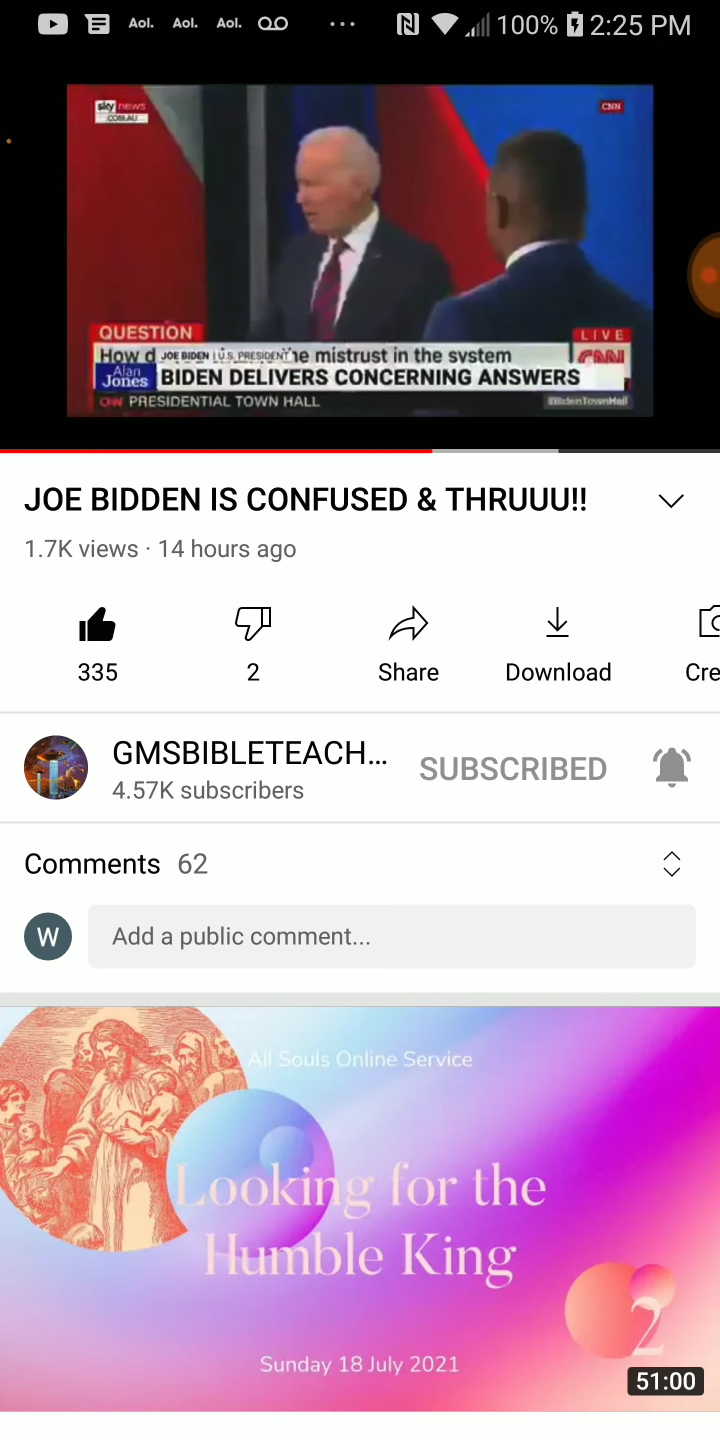 Aol. Aol. Aol. 100% 2:25 PM
sky news
.COM.AU
CNN
QUESTION
LIVE
How d JOE BIDEN | U.S. PRESIDENT he mistrust in the system
CNN
Alan
Jones
BIDEN DELIVERS CONCERNING ANSWERS
PRESIDENTIAL TOWN HALL
#BidenTownHall
JOE BIDDEN IS CONFUSED & THRUUU!!
1.7K views · 14 hours ago
335
2
Share
Download
Cre
GMSBIBLETEACH...
4.57K subscribers
SUBSCRIBED
Comments 62
W
Add a public comment...
All Souls Online Service
Looking for the
Humble King
2
Sunday 18 July 2021
51:00